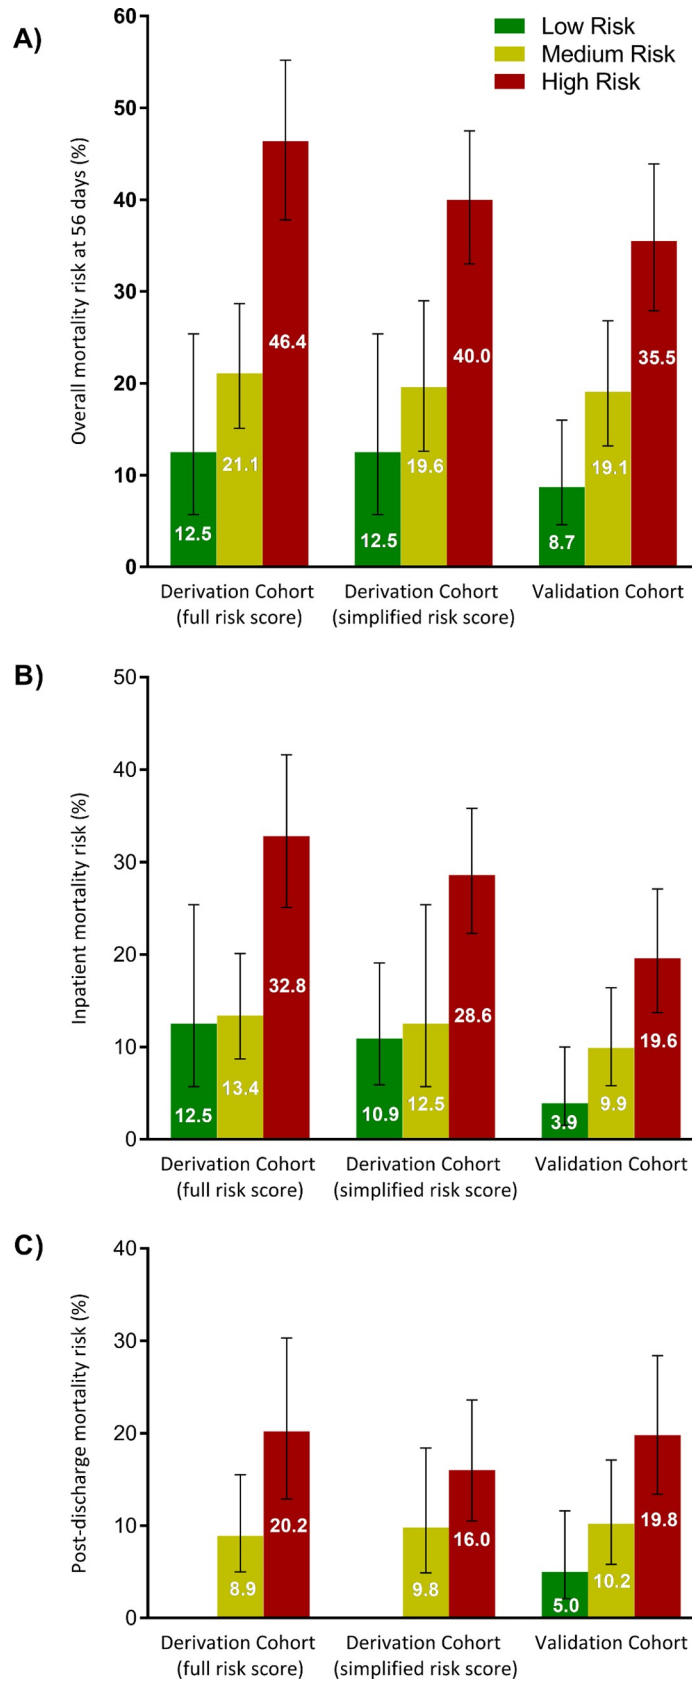 A)
Low Risk
Medium Risk
High Risk
Overall mortality risk at 56 days (%)
60
50
40
30
20
10
0
12.5
21.1
46.4
12.5
19.6
40.0
8.7
19.1
35.5
Derivation Cohort
(full risk score)
Derivation Cohort
(simplified risk score)
Validation Cohort
B)
Inpatient mortality risk (%)
50
40
30
20
10
0
12.5
13.4
32.8
10.9
12.5
28.6
3.9
9.9
19.6
Derivation Cohort
(full risk score)
Derivation Cohort
(simplified risk score)
Validation Cohort
C)
Post-discharge mortality risk (%)
40
30
20
10
0
8.9
20.2
9.8
16.0
5.0
10.2
19.8
Derivation Cohort
(full risk score)
Derivation Cohort
(simplified risk score)
Validation Cohort